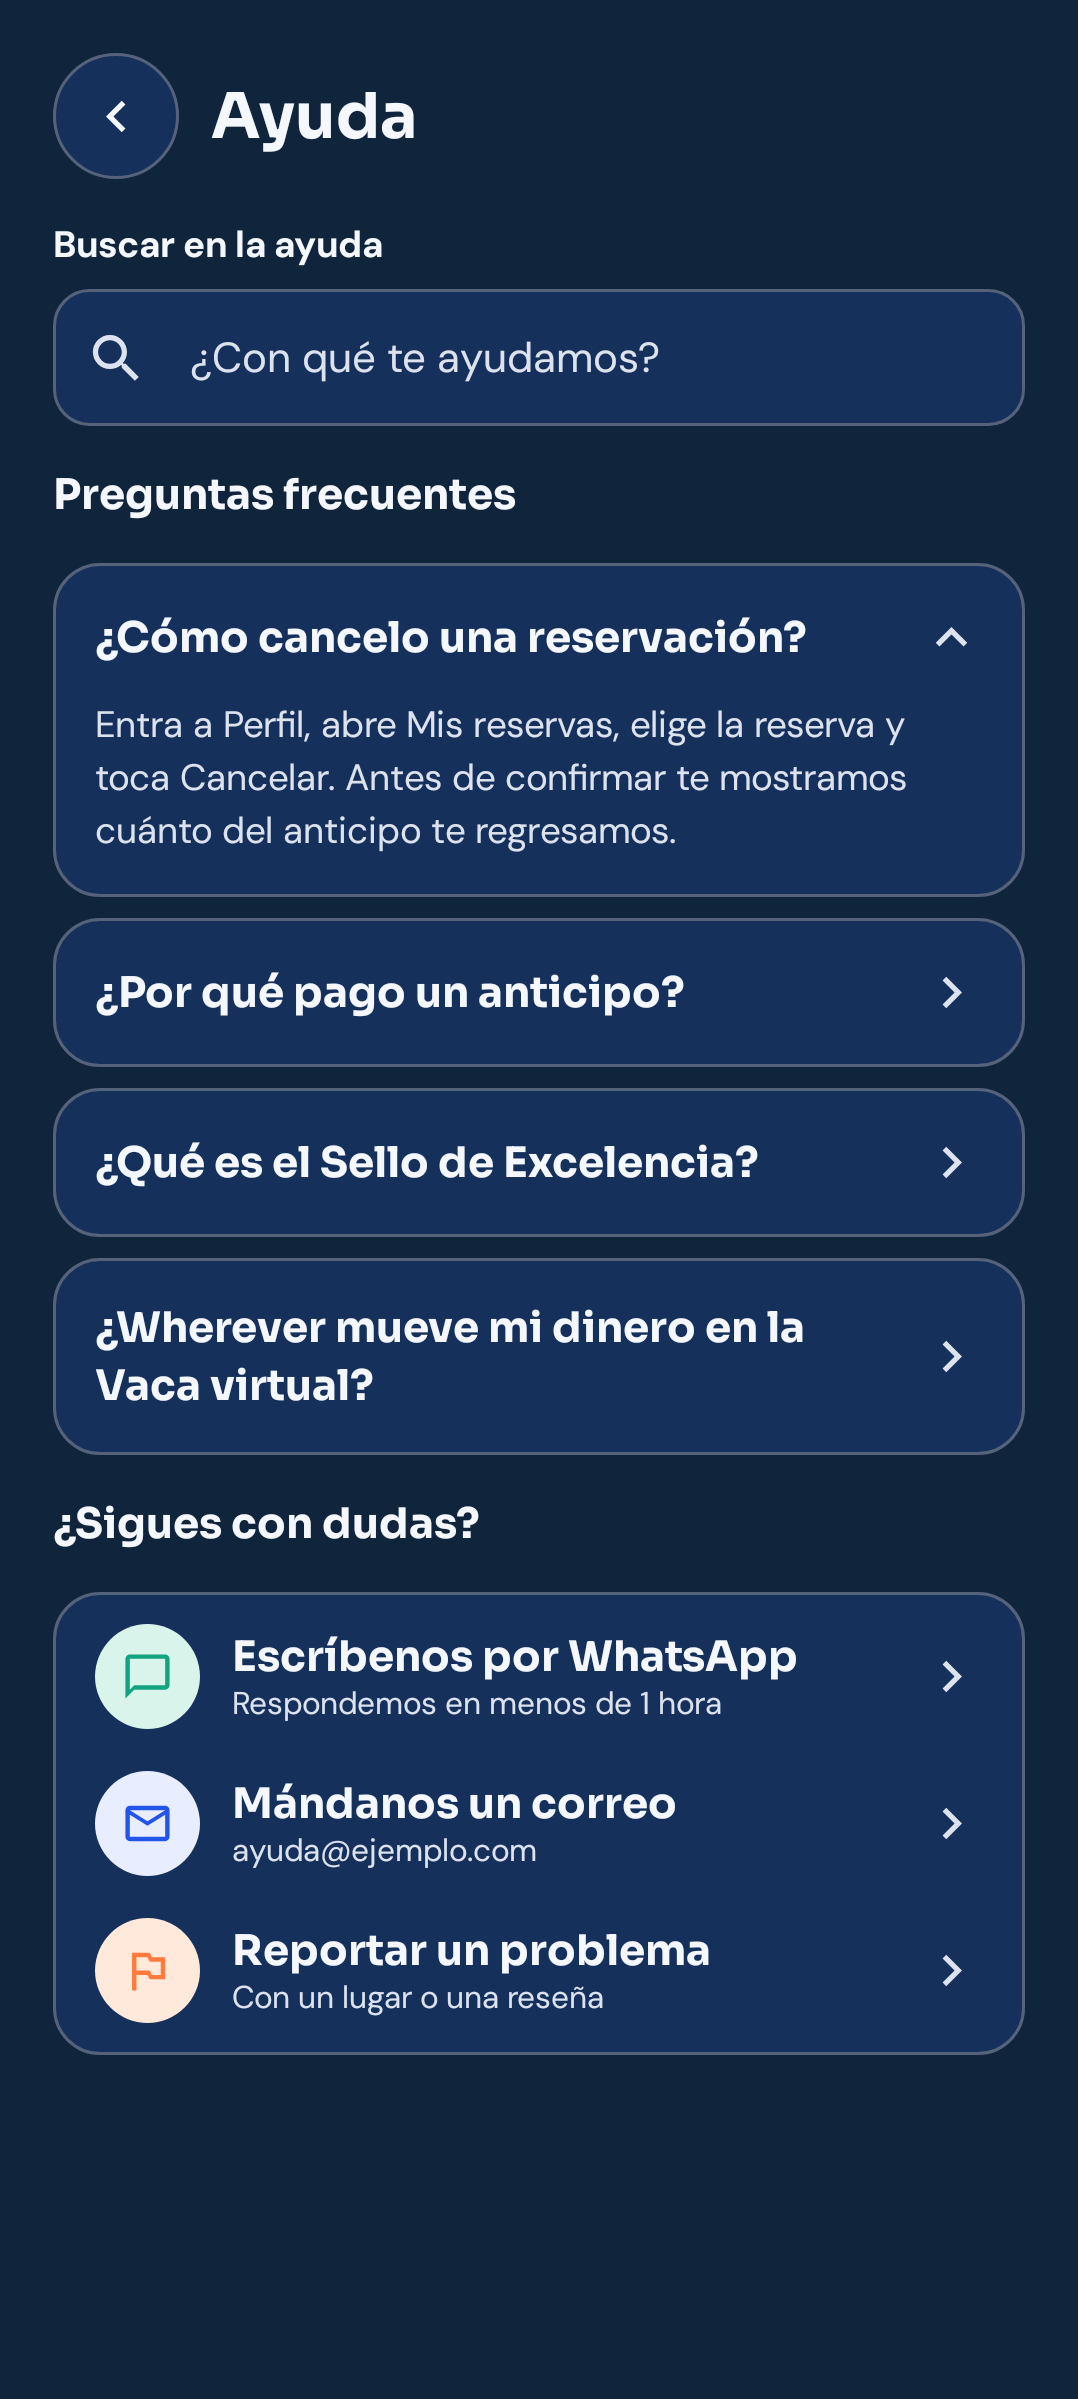 Ayuda
Buscar en la ayuda
¿Con qué te ayudamos?
Preguntas frecuentes
¿Cómo cancelo una reservación?
Entra a Perfil, abre Mis reservas, elige la reserva y
toca Cancelar. Antes de confirmar te mostramos
cuánto del anticipo te regresamos.
¿Por qué pago un anticipo?
¿Qué es el Sello de Excelencia?
¿Wherever mueve mi dinero en la
Vaca virtual?
¿Sigues con dudas?
Escríbenos por WhatsApp
Respondemos en menos de 1 hora
Mándanos un correo
ayuda@ejemplo.com
Reportar un problema
Con un lugar o una reseña